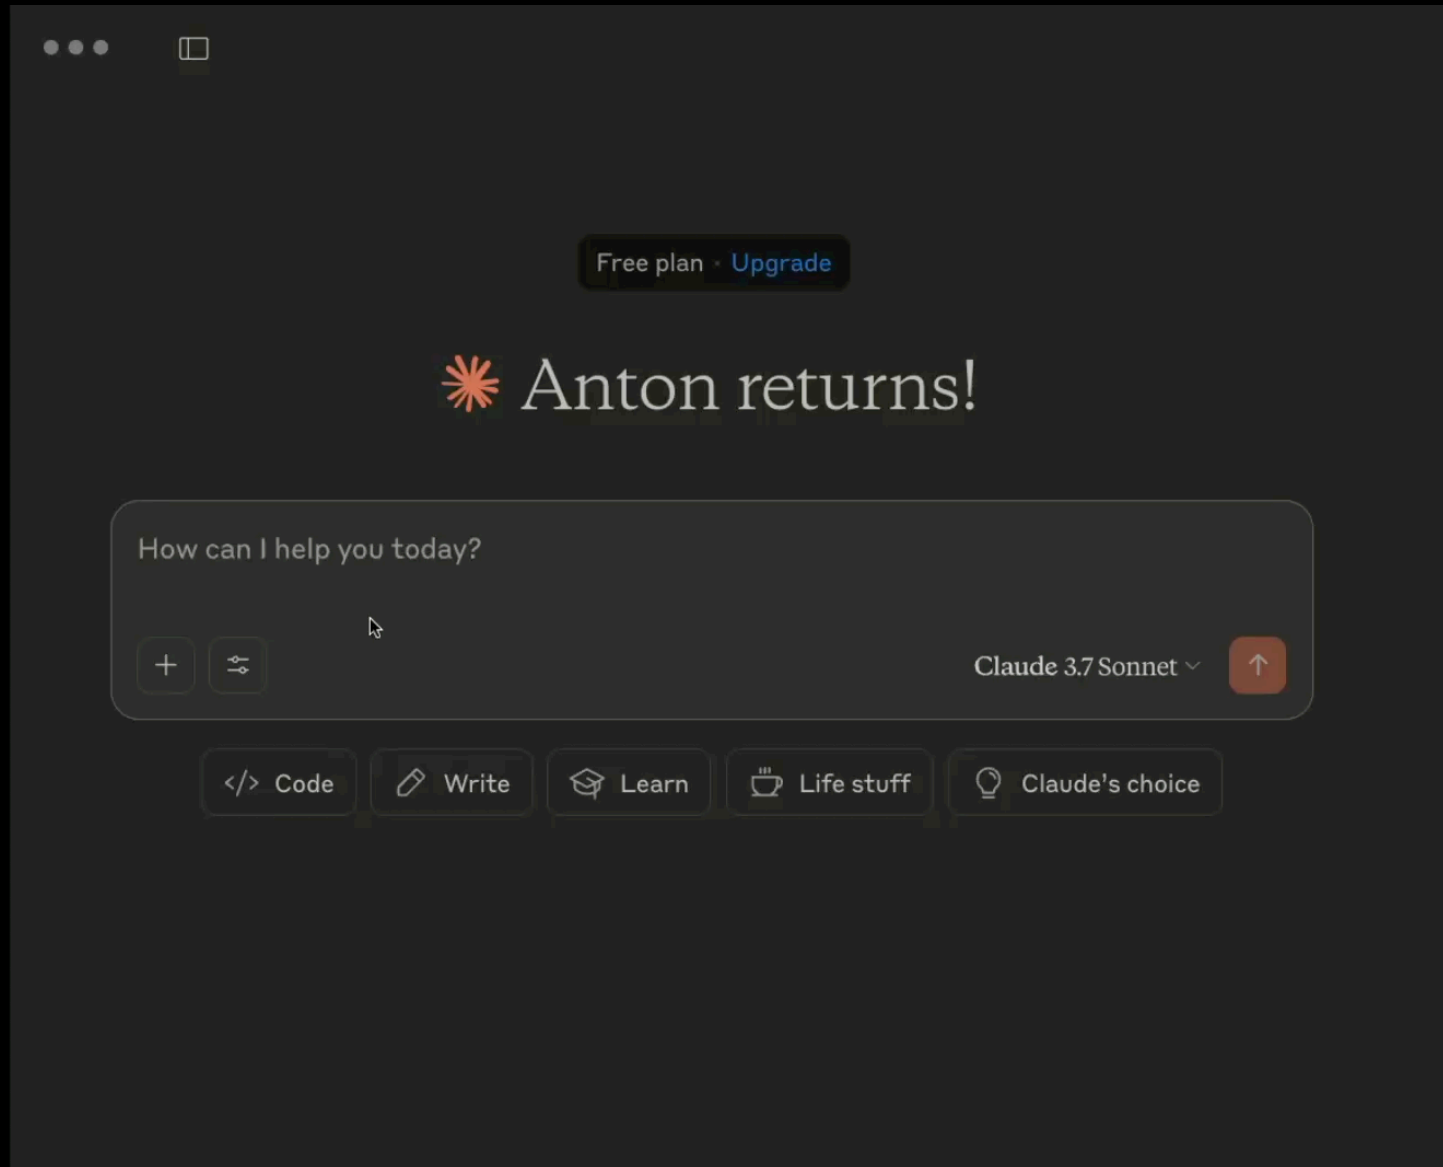 Free plan · Upgrade
Anton returns!
How can I help you today?
Claude 3.7 Sonnet
Code Write Learn Life stuff Claude's choice